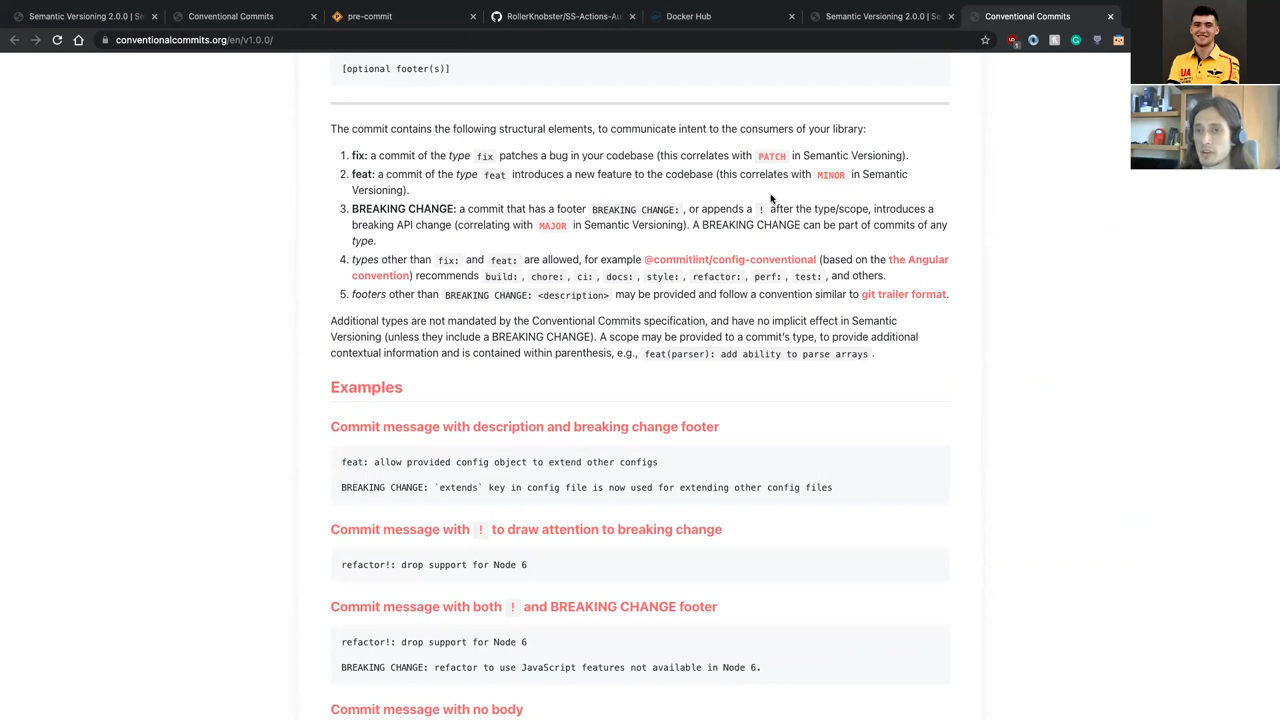 Semantic Versioning 2.0.0 | Se
Conventional Commits
pre-commit
RollerKnobster/SS-Actions-Au
Docker Hub
Semantic Versioning 2.0.0 | Se
Conventional Commits
conventionalcommits.org/en/v1.0.0/
[optional footer(s)]
The commit contains the following structural elements, to communicate intent to the consumers of your library:
1. fix: a commit of the type fix patches a bug in your codebase (this correlates with PATCH in Semantic Versioning).
2. feat: a commit of the type feat introduces a new feature to the codebase (this correlates with MINOR in Semantic
Versioning).
3. BREAKING CHANGE: a commit that has a footer BREAKING CHANGE: , or appends a ! after the type/scope, introduces a
breaking API change (correlating with MAJOR in Semantic Versioning). A BREAKING CHANGE can be part of commits of any
type.
4. types other than fix: and feat: are allowed, for example @commitlint/config-conventional (based on the the Angular
convention) recommends build: , chore: , ci: , docs: , style: , refactor: , perf: , test: , and others.
5. footers other than BREAKING CHANGE: <description> may be provided and follow a convention similar to git trailer format.
Additional types are not mandated by the Conventional Commits specification, and have no implicit effect in Semantic
Versioning (unless they include a BREAKING CHANGE). A scope may be provided to a commit's type, to provide additional
contextual information and is contained within parenthesis, e.g., feat(parser): add ability to parse arrays .
Examples
Commit message with description and breaking change footer
feat: allow provided config object to extend other configs
BREAKING CHANGE: `extends` key in config file is now used for extending other config files
Commit message with ! to draw attention to breaking change
refactor!: drop support for Node 6
Commit message with both ! and BREAKING CHANGE footer
refactor!: drop support for Node 6
BREAKING CHANGE: refactor to use JavaScript features not available in Node 6.
Commit message with no body
UA